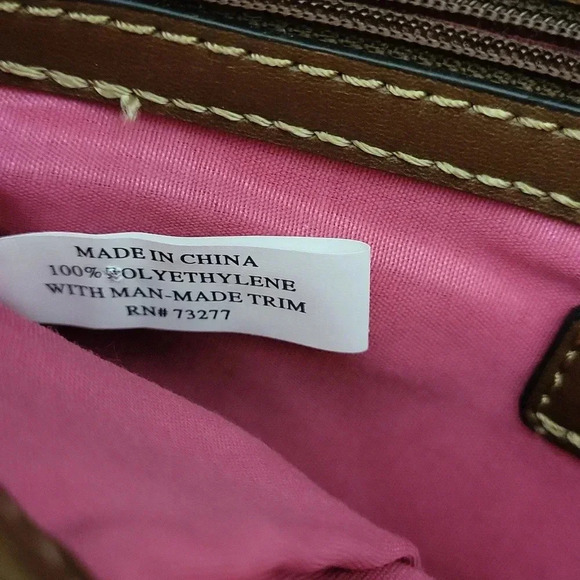 MADE IN CHINA
100% POLYETHYLENE
WITH MAN-MADE TRIM
RN# 73277